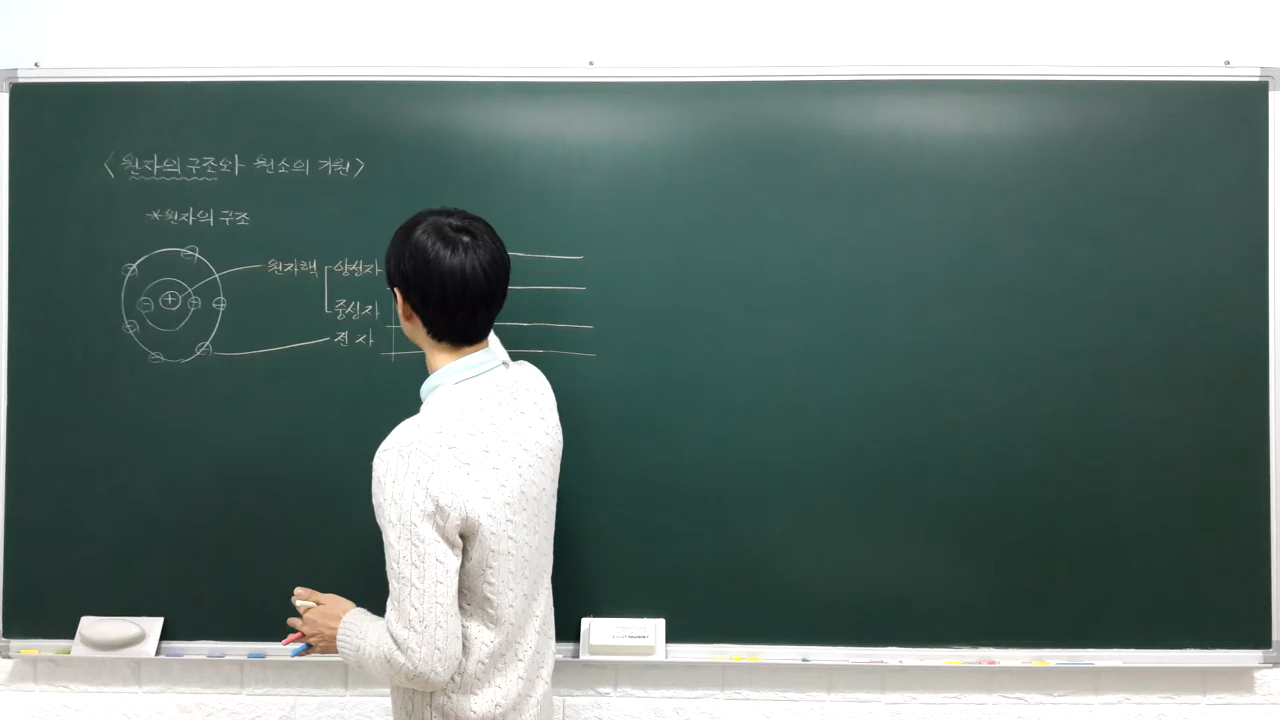 <원자의 구조와 원소의 기원>
*원자의 구조
원자핵 양성자
중성자
전자